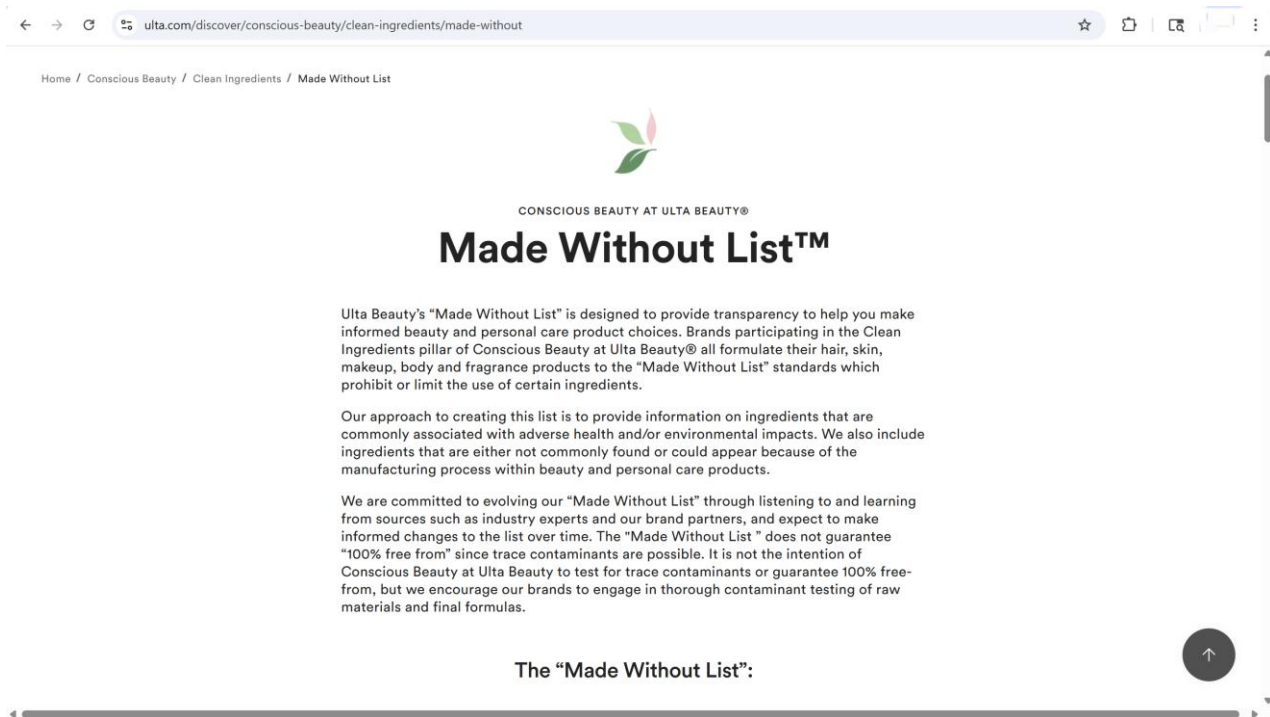 ulta.com/discover/conscious-beauty/clean-ingredients/made-without
Home / Conscious Beauty / Clean Ingredients / Made Without List
CONSCIOUS BEAUTY AT ULTA BEAUTY®
Made Without List™
Ulta Beauty’s “Made Without List” is designed to provide transparency to help you make
informed beauty and personal care product choices. Brands participating in the Clean
Ingredients pillar of Conscious Beauty at Ulta Beauty® all formulate their hair, skin,
makeup, body and fragrance products to the “Made Without List” standards which
prohibit or limit the use of certain ingredients.
Our approach to creating this list is to provide information on ingredients that are
commonly associated with adverse health and/or environmental impacts. We also include
ingredients that are either not commonly found or could appear because of the
manufacturing process within beauty and personal care products.
We are committed to evolving our “Made Without List” through listening to and learning
from sources such as industry experts and our brand partners, and expect to make
informed changes to the list over time. The "Made Without List " does not guarantee
“100% free from” since trace contaminants are possible. It is not the intention of
Conscious Beauty at Ulta Beauty to test for trace contaminants or guarantee 100% free-
from, but we encourage our brands to engage in thorough contaminant testing of raw
materials and final formulas.
The “Made Without List”: